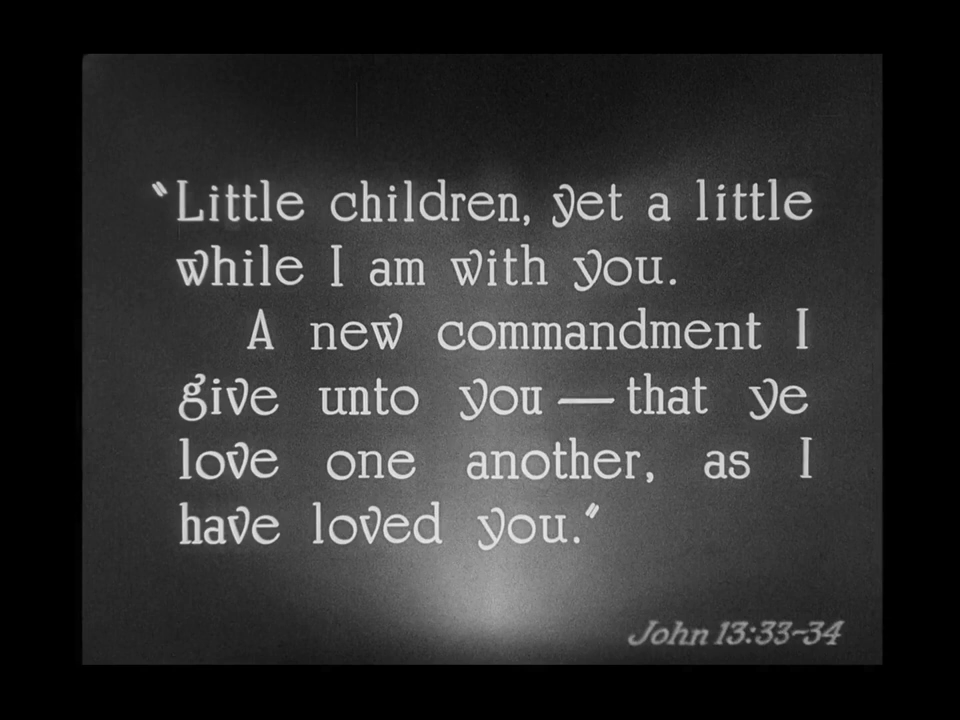 “Little children, yet a little
while I am with you.
A new commandment I
give unto you — that ye
love one another, as I
have loved you.”
John 13:33-34